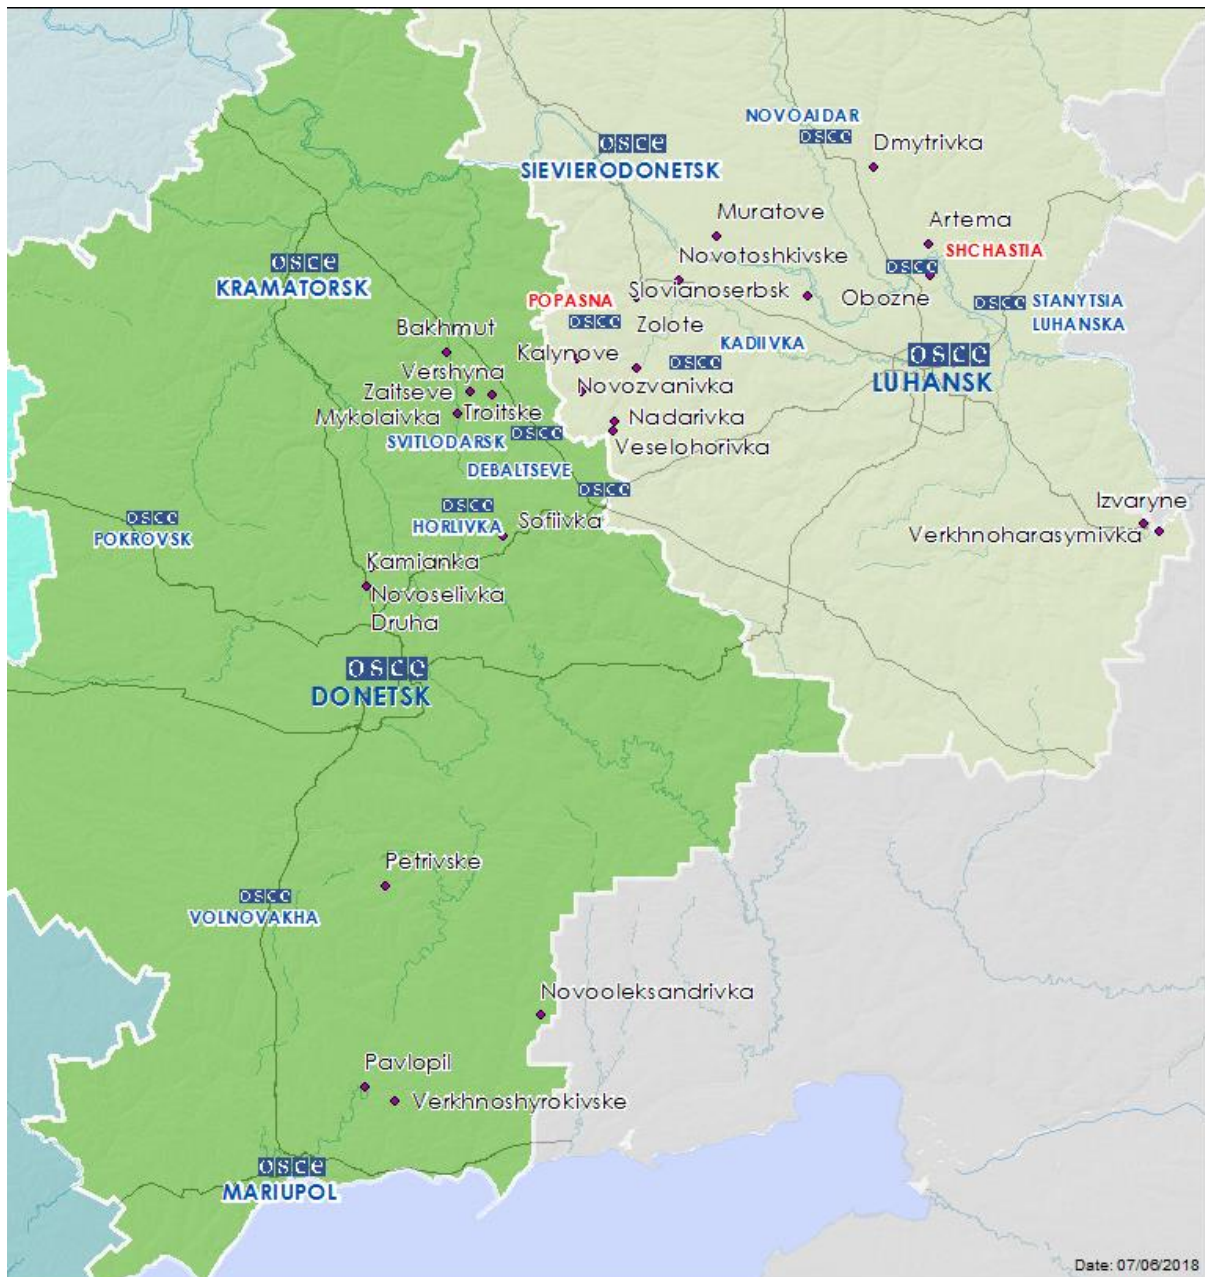 NOVOAIDAR
osce
Dmytrivka
osce
SIEVIERODONETSK
Muratove
Artema
SHCHASTIA
osce
Novotoshkivske
osce
KRAMATORSK
Slovianoserbsk
Obozne
osce
STANYTSIA
LUHANSKA
POPASNA
osce
Zolote
Bakhmut
KADIIVKA
osce
Kalynove
osce
LUHANSK
Vershyna
Zaitseve
Novozvanivka
Mykolaivka
Troitske
Nadarivka
SVITLODARSK
osce
Veselohorivka
DEBALTSEVE
osce
osce
HORLIVKA
Sofiivka
Izvaryne
Verkhnoharasymivka
osce
POKROVSK
Kamianka
Novoselivka
Druha
osce
DONETSK
Petrivske
osce
VOLNOVAKHA
Novooleksandrivka
Pavlopil
Verkhnoshyrokivske
osce
MARIUPOL
Date: 07/06/2018